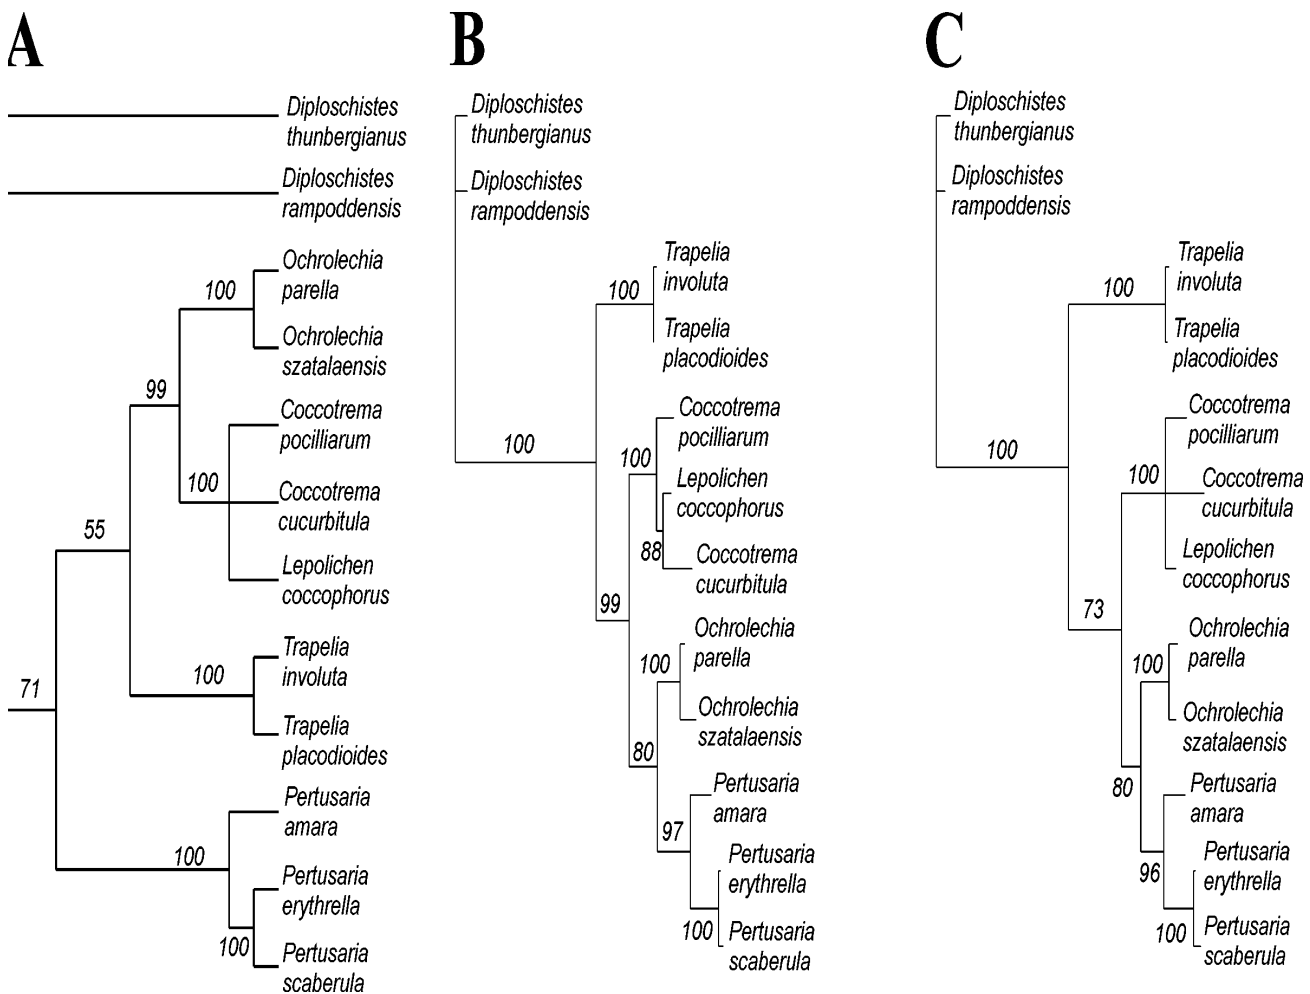 A
Diploschistes
thunbergianus
Diploschistes
rampoddensis
Ochrolechia
parella
100
Ochrolechia
szatalaensis
99
Coccotrema
pocilliarum
100
Coccotrema
cucurbitula
55
Lepolichen
coccophorus
Trapelia
involuta
100
71
Trapelia
placodioides
Pertusaria
amara
100
Pertusaria
erythrella
100
Pertusaria
scaberula
B
Diploschistes
thunbergianus
Diploschistes
rampoddensis
Trapelia
involuta
100
Trapelia
placodioides
Coccotrema
pocilliarum
100
100
Lepolichen
coccophorus
88
Coccotrema
cucurbitula
99
Ochrolechia
parella
100
Ochrolechia
szatalaensis
80
Pertusaria
amara
97
Pertusaria
erythrella
100
Pertusaria
scaberula
C
Diploschistes
thunbergianus
Diploschistes
rampoddensis
Trapelia
involuta
100
Trapelia
placodioides
Coccotrema
pocilliarum
100
100
Coccotrema
cucurbitula
Lepolichen
coccophorus
73
Ochrolechia
parella
100
Ochrolechia
szatalaensis
80
Pertusaria
amara
96
Pertusaria
erythrella
100
Pertusaria
scaberula